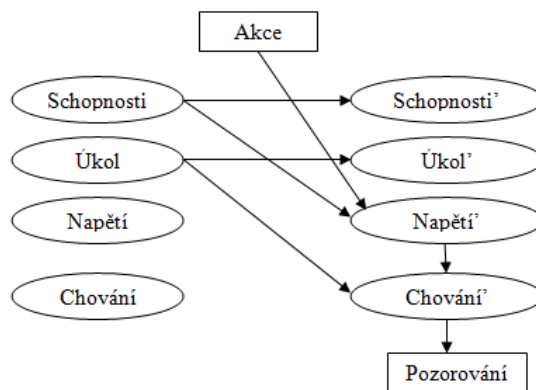 Akce
Schopnosti
Schopnosti’
Úkol
Úkol’
Napětí
Napětí’
Chování
Chování’
Pozorování